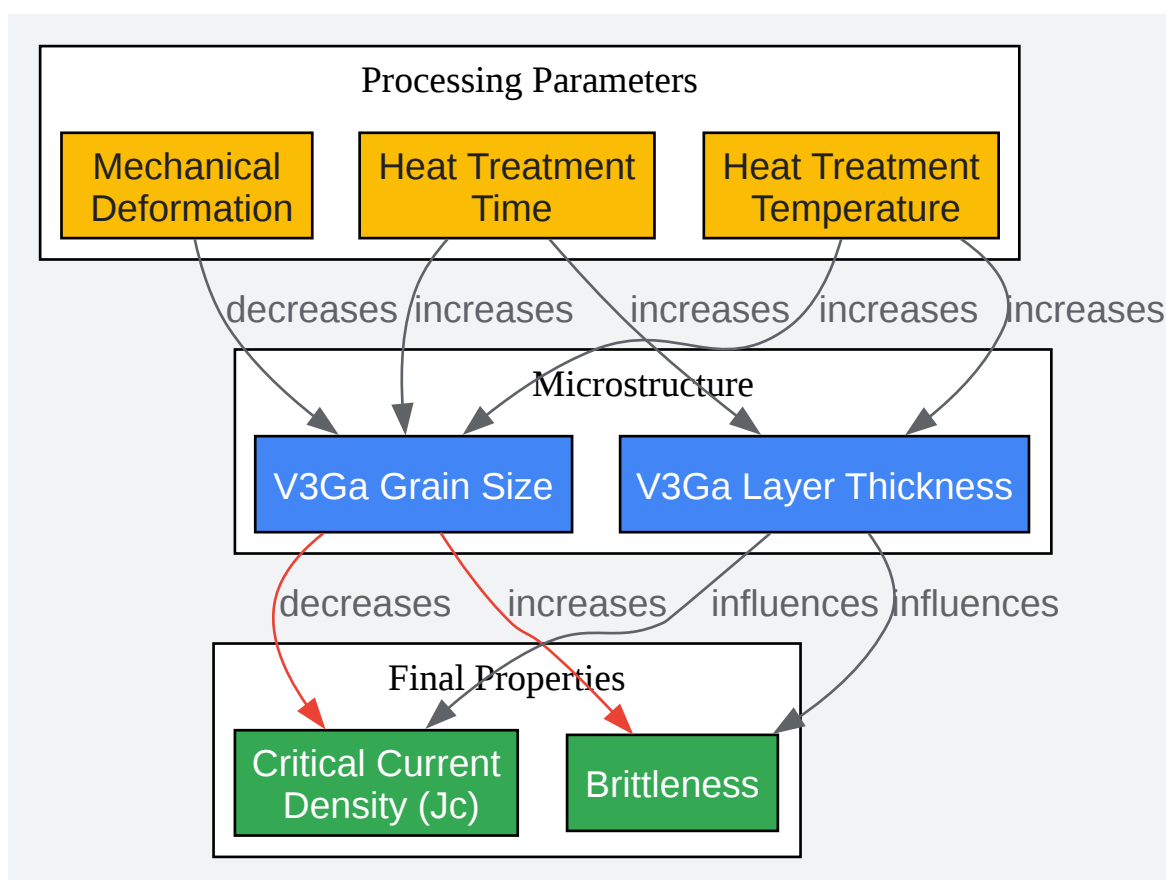 Processing Parameters
Mechanical
Deformation
Heat Treatment
Time
Heat Treatment
Temperature
decreases
increases
increases
increases
increases
Microstructure
V3Ga Grain Size
V3Ga Layer Thickness
decreases
increases
influences
influences
Final Properties
Critical Current
Density (Jc)
Brittleness